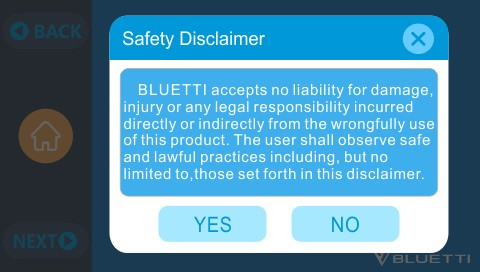 BACK
Safety Disclaimer
BLUETTI accepts no liability for damage,
injury or any legal responsibility incurred
directly or indirectly from the wrongfully use
of this product. The user shall observe safe
and lawful practices including, but no
limited to,those set forth in this disclaimer.
YES NO
NEXT
BLUETTI